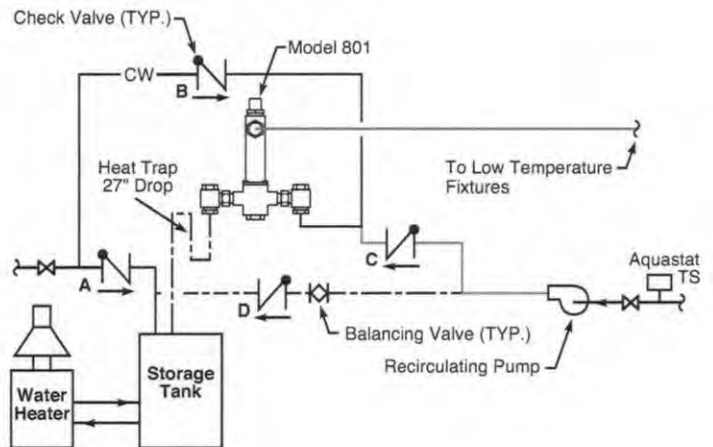 Check Valve (TYP.)
Model 801
CW
B
To Low Temperature
Fixtures
Heat Trap
27" Drop
C
Aquastat
TS
A
D
Balancing Valve (TYP.)
Recirculating Pump
Storage
Tank
Water
Heater